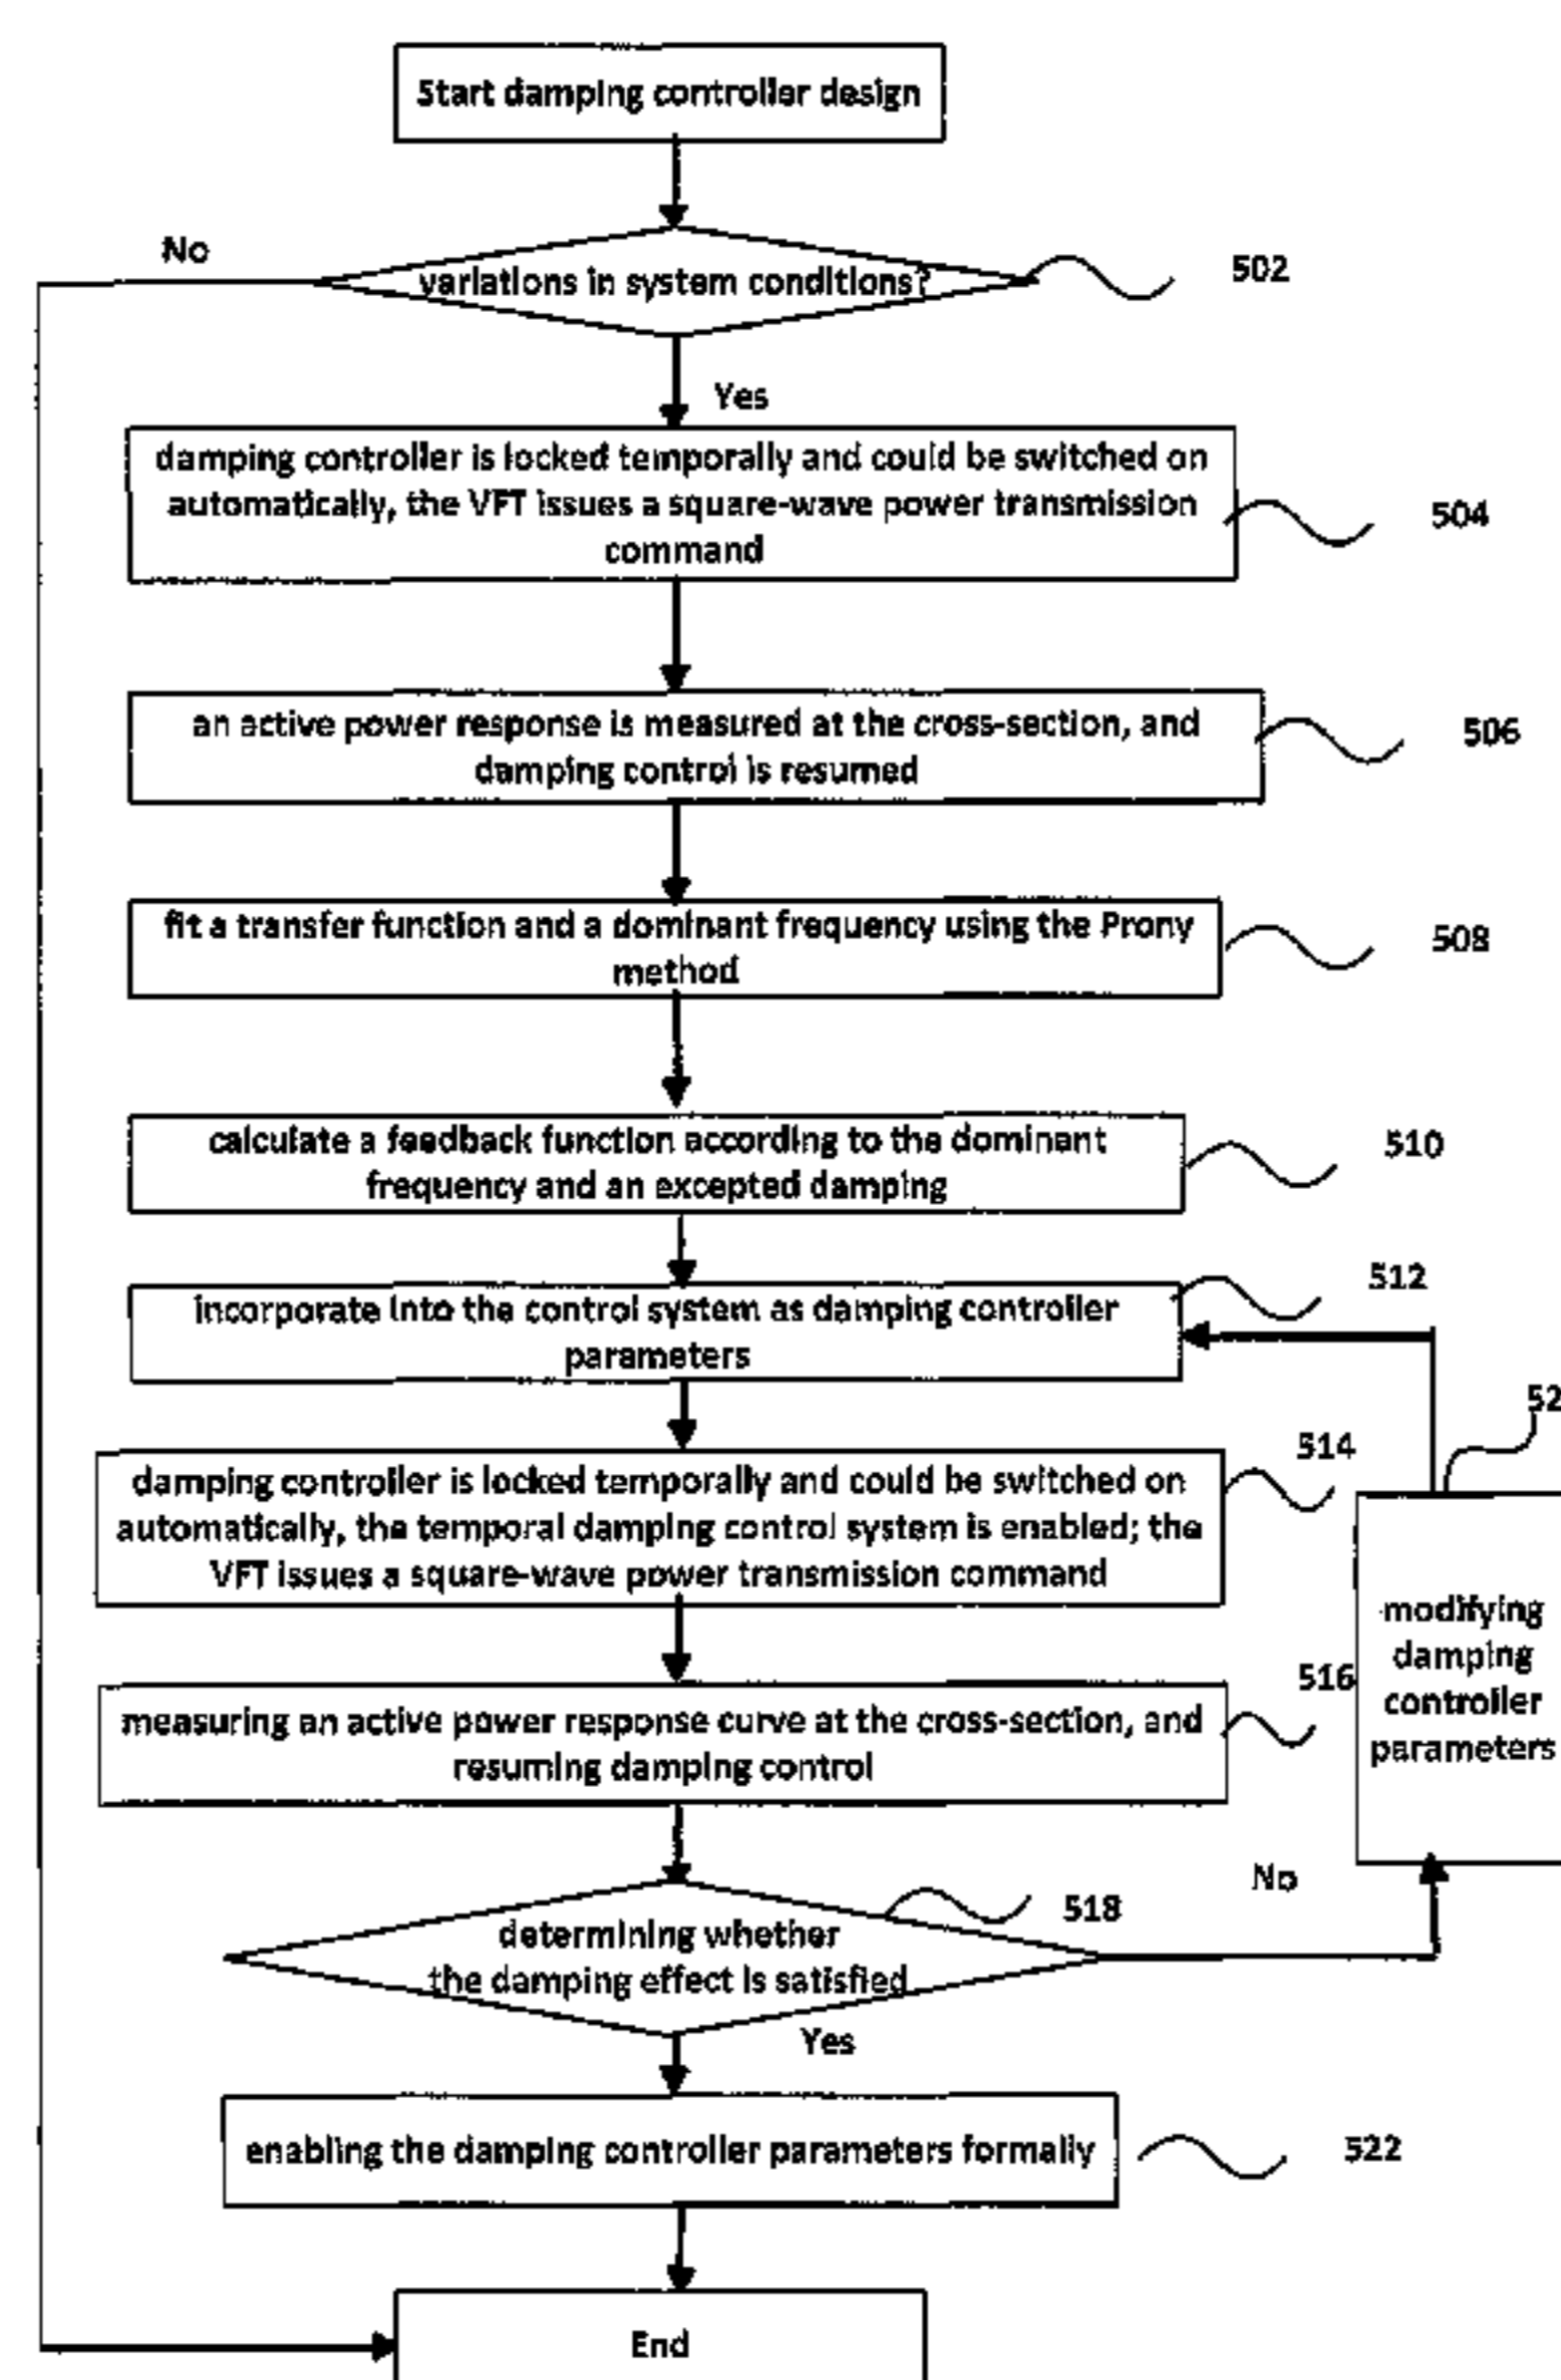 Start damping controller design
No
variations in system conditions?
502
Yes
damping controller is locked temporally and could be switched on
automatically, the VFT issues a square-wave power transmission
command
504
an active power response is measured at the cross-section, and
damping control is resumed
506
fit a transfer function and a dominant frequency using the Prony
method
508
calculate a feedback function according to the dominant
frequency and an excepted damping
510
incorporate into the control system as damping controller
parameters
512
damping controller is locked temporally and could be switched on
automatically, the temporal damping control system is enabled; the
VFT issues a square-wave power transmission command
514
52
modifying
damping
controller
parameters
measuring an active power response curve at the cross-section, and
resuming damping control
516
determining whether
the damping effect is satisfied
518
No
Yes
enabling the damping controller parameters formally
522
End